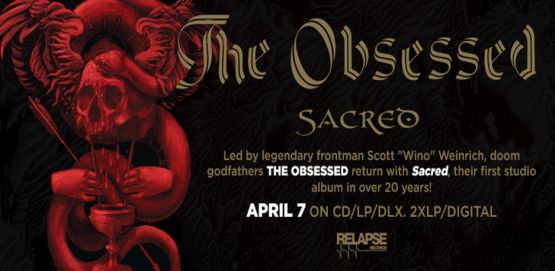 The Obsessed
SACRED
Led by legendary frontman Scott "Wino" Weinrich, doom
godfathers THE OBSESSED return with Sacred, their first studio
album in over 20 years!
APRIL 7 ON CD/LP/DLX. 2XLP/DIGITAL
RELAPSE
RECORDS